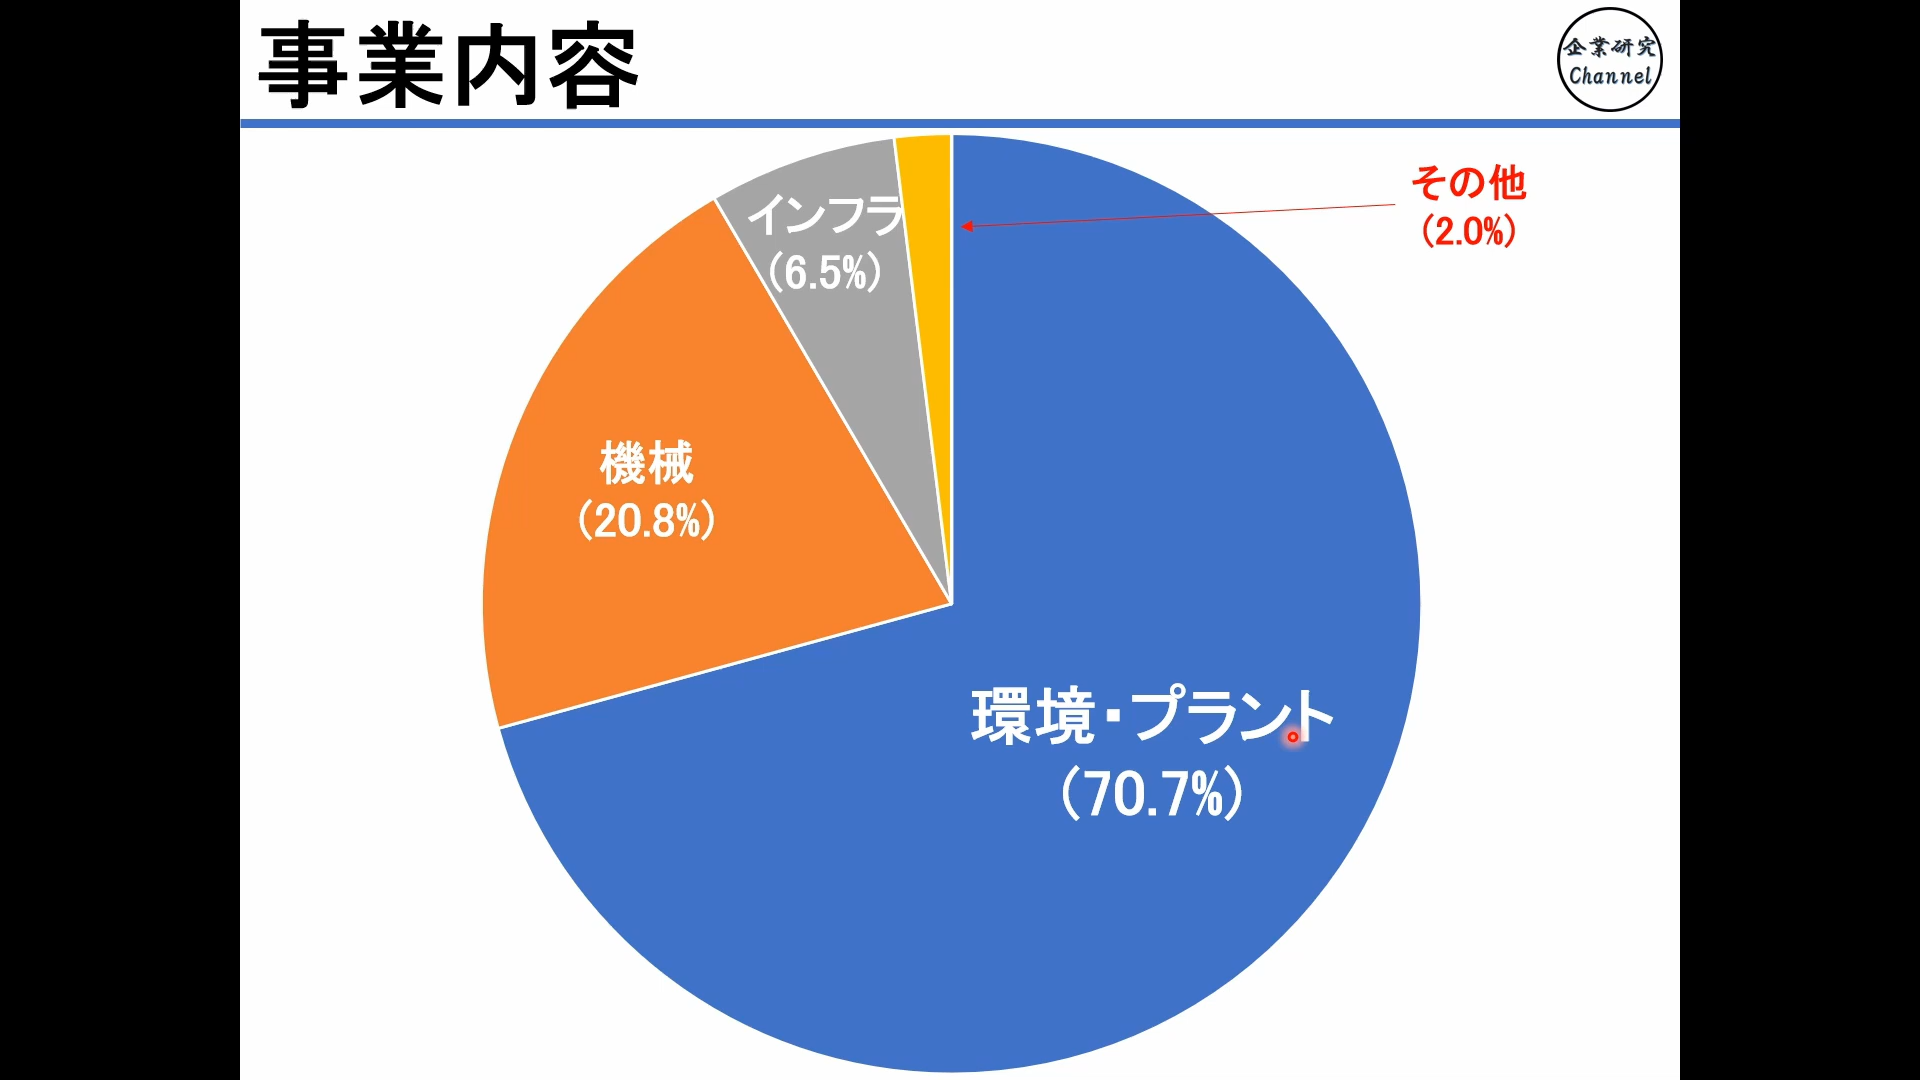 事業内容
企業研究
Channel
その他
(2.0%)
インフラ
(6.5%)
機械
(20.8%)
環境・プラント
(70.7%)